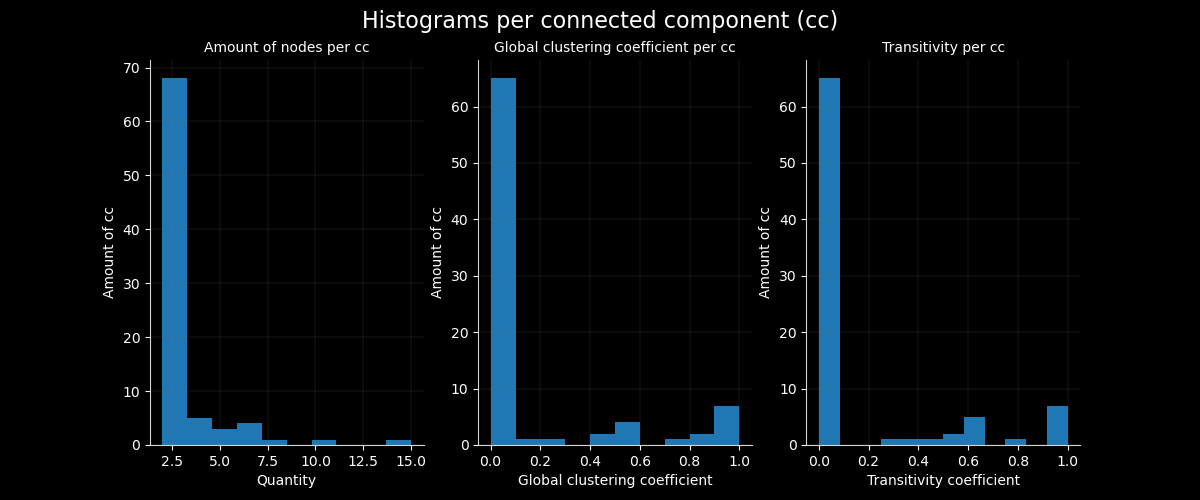 Histograms per connected component (cc)
Amount of nodes per cc
Global clustering coefficient per cc
Transitivity per cc
70
60
50
40
30
20
10
0
Amount of cc
2.5 5.0 7.5 10.0 12.5 15.0
Quantity
60
50
40
30
20
10
0
Amount of cc
0.0 0.2 0.4 0.6 0.8 1.0
Global clustering coefficient
60
50
40
30
20
10
0
Amount of cc
0.0 0.2 0.4 0.6 0.8 1.0
Transitivity coefficient